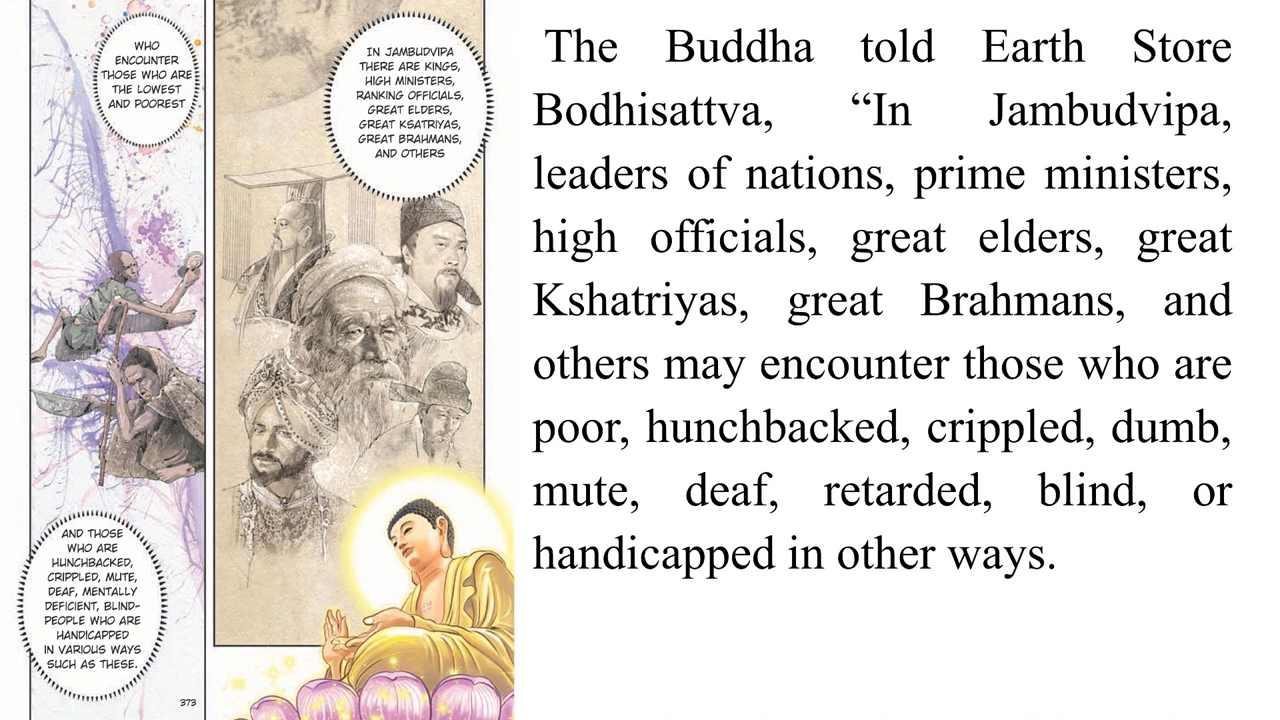 IN JAMBUDVIPA
THERE ARE KINGS,
HIGH MINISTERS,
RANKING OFFICIALS,
GREAT ELDERS,
GREAT KSATRIYAS,
GREAT BRAHMANS,
AND OTHERS
WHO
ENCOUNTER
THOSE WHO ARE
THE LOWEST
AND POOREST
AND THOSE
WHO ARE
HUNCHBACKED,
CRIPPLED, MUTE,
DEAF, MENTALLY
DEFICIENT, BLIND-
PEOPLE WHO ARE
HANDICAPPED
IN VARIOUS WAYS
SUCH AS THESE.
373
The Buddha told Earth Store
Bodhisattva, “In Jambudvipa,
leaders of nations, prime ministers,
high officials, great elders, great
Kshatriyas, great Brahmans, and
others may encounter those who are
poor, hunchbacked, crippled, dumb,
mute, deaf, retarded, blind, or
handicapped in other ways.